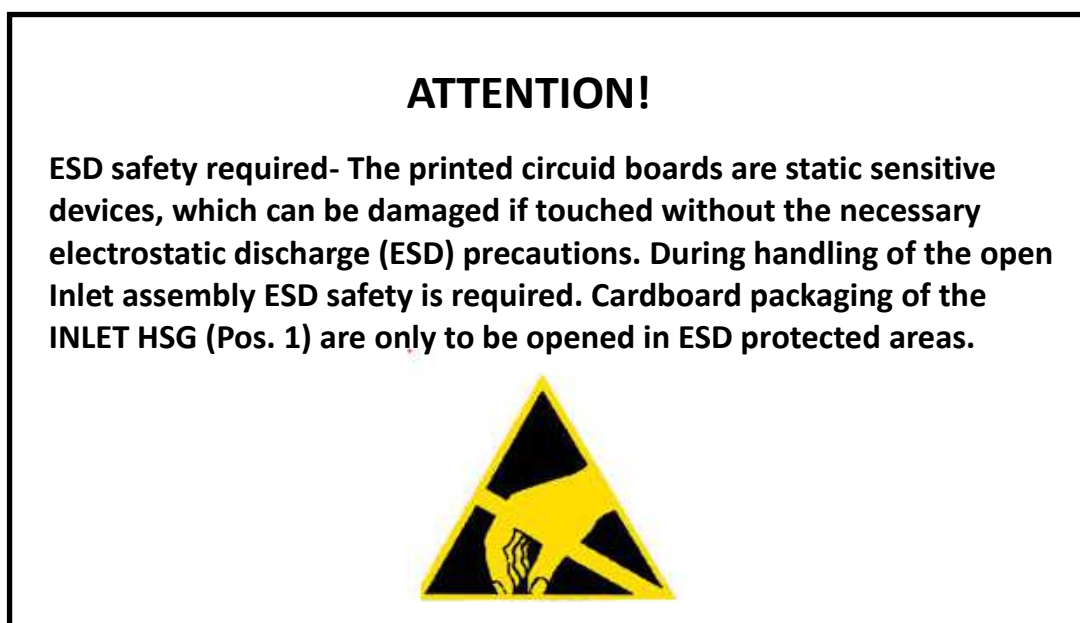 ATTENTION!
ESD safety required- The printed circuid boards are static sensitive
devices, which can be damaged if touched without the necessary
electrostatic discharge (ESD) precautions. During handling of the open
Inlet assembly ESD safety is required. Cardboard packaging of the
INLET HSG (Pos. 1) are only to be opened in ESD protected areas.